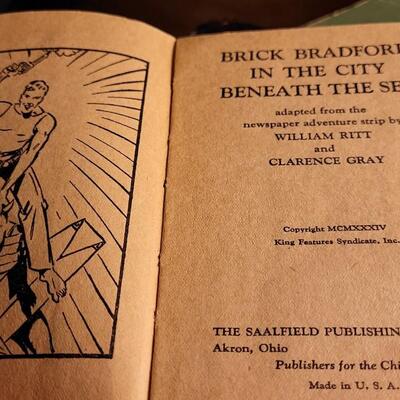 BRICK BRADFORD
IN THE CITY
BENEATH THE SE
adapted from the
newspaper adventure strip by
WILLIAM RITT
and
CLARENCE GRAY
Copyright MCMXXXIV
King Features Syndicate, Inc.
THE SAALFIELD PUBLISHIN
Akron, Ohio
Publishers for the Chi
Made in U. S. A.